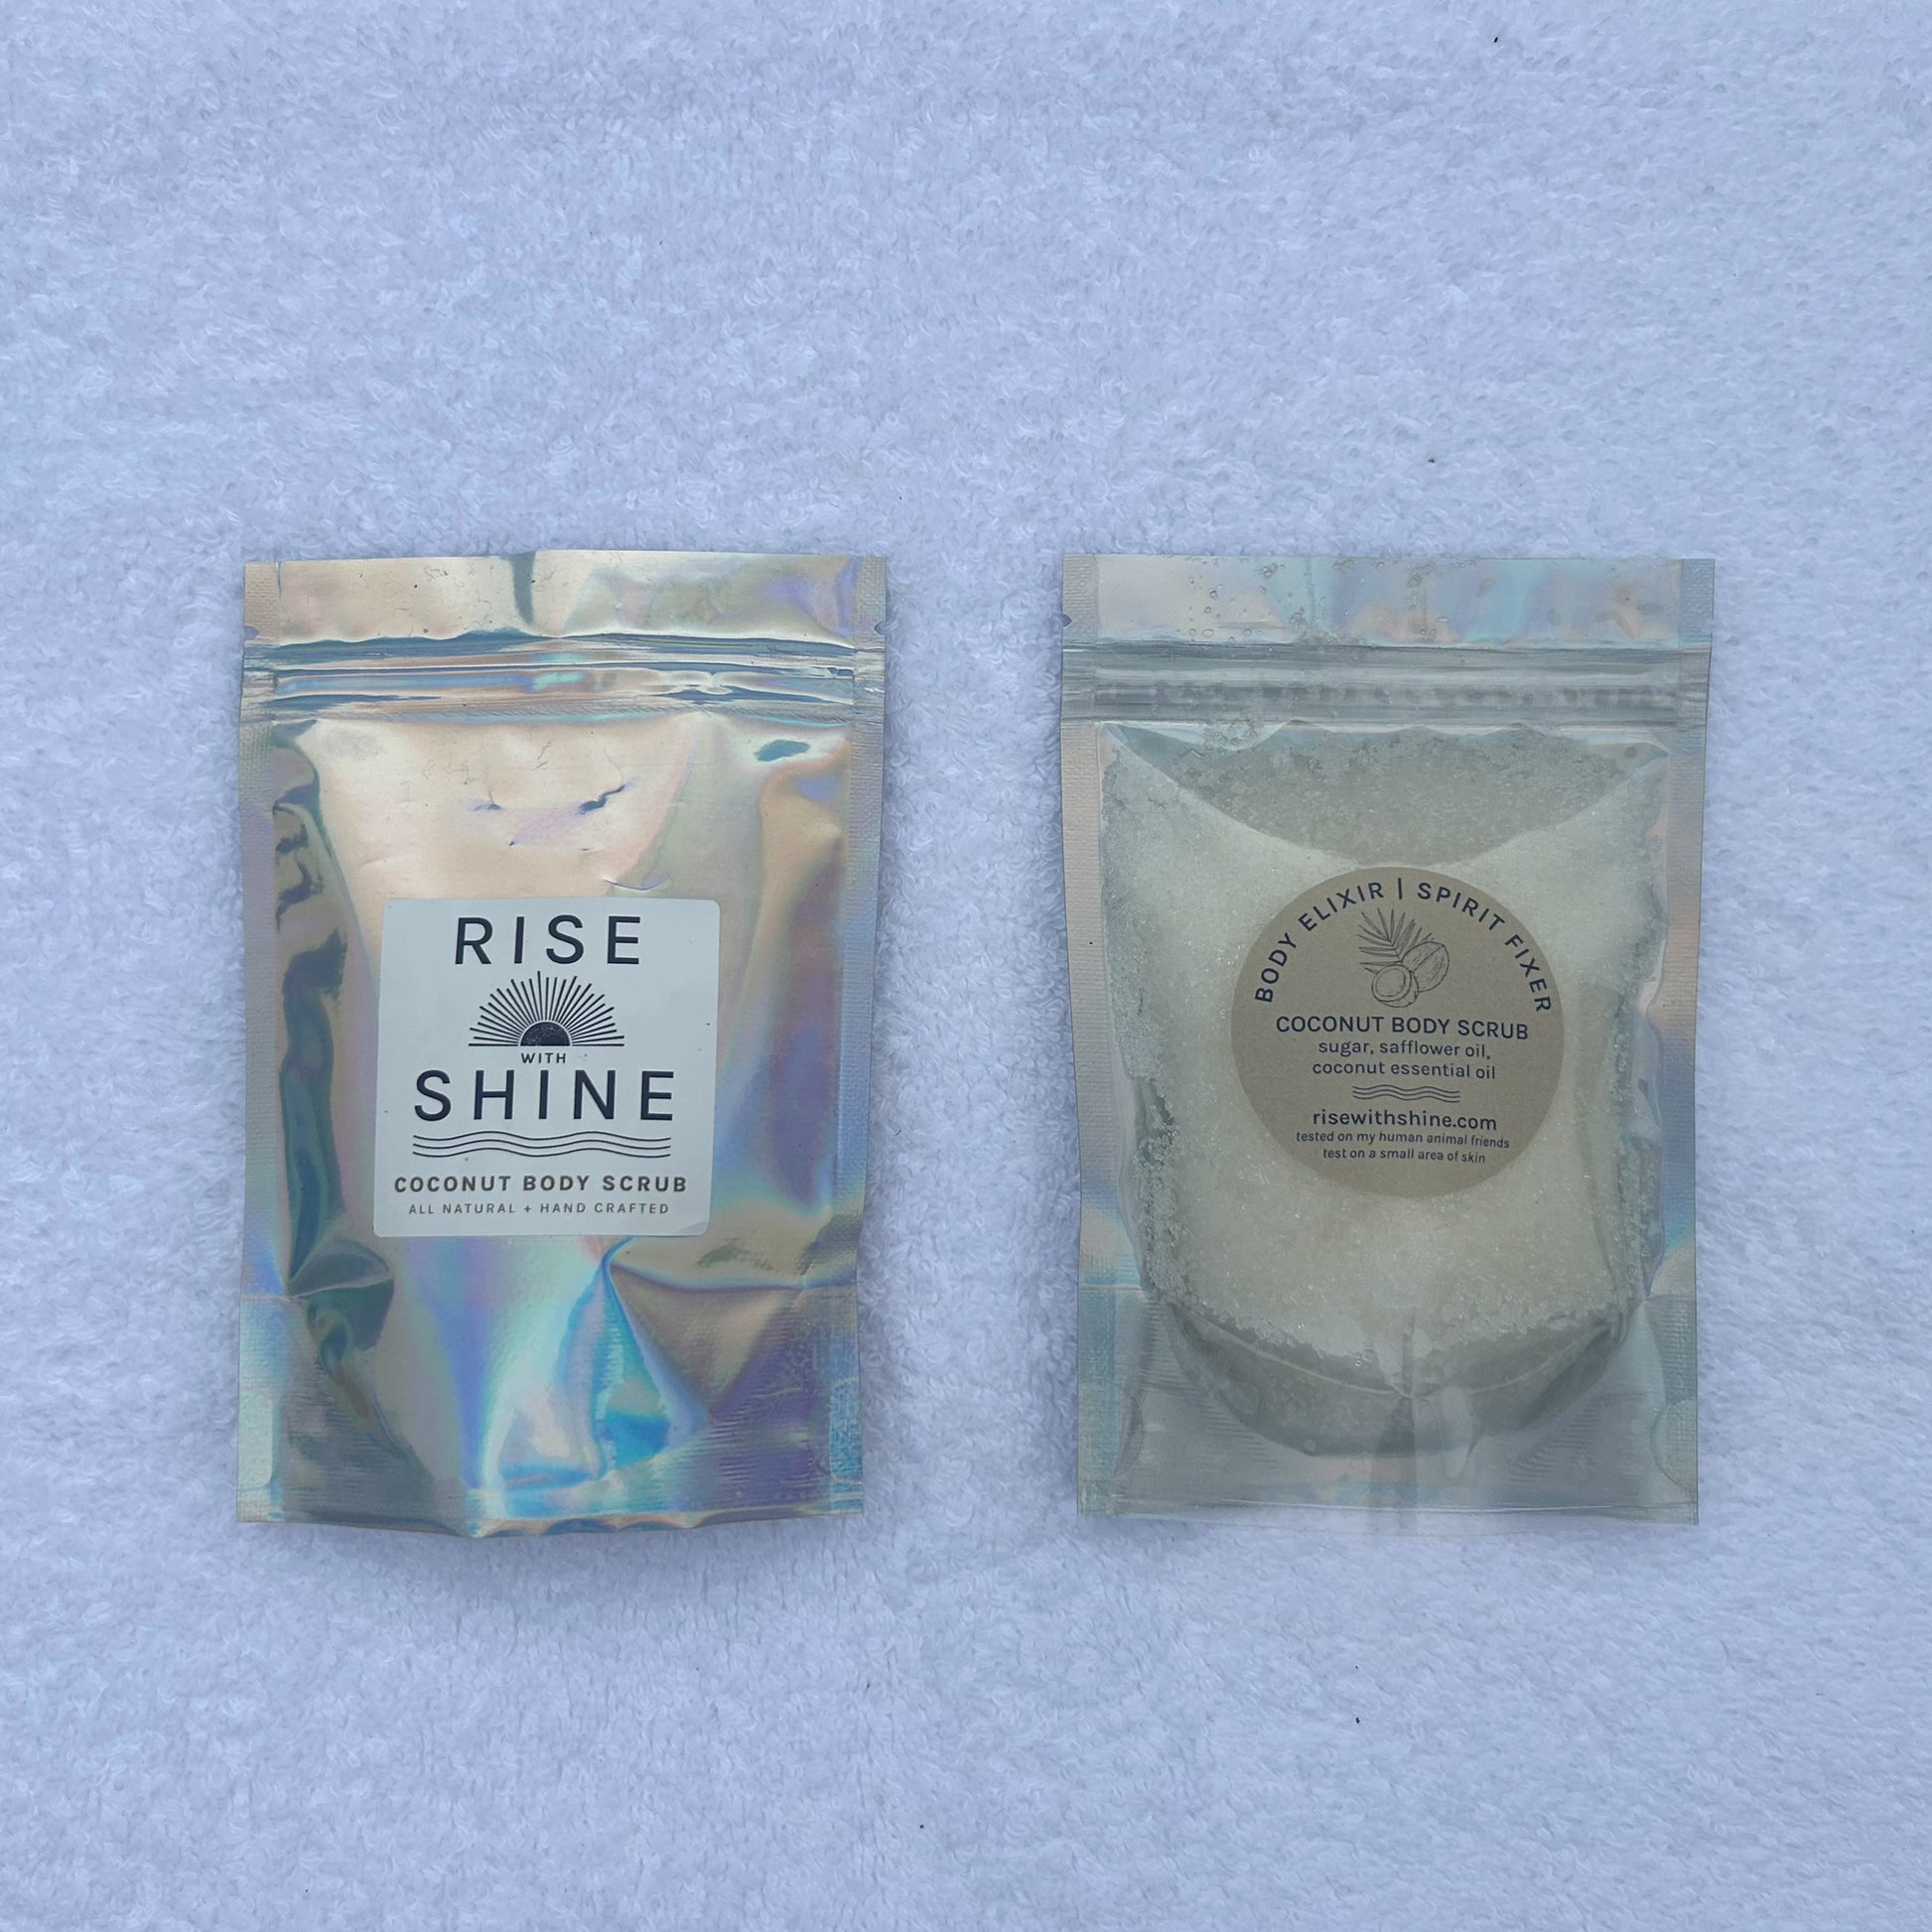 RISE
WITH
SHINE
COCONUT BODY SCRUB
ALL NATURAL + HAND CRAFTED
BODY ELIXIR | SPIRIT FIXER
COCONUT BODY SCRUB
sugar, safflower oil,
coconut essential oil
risewithshine.com
tested on my human animal friends
test on a small area of skin